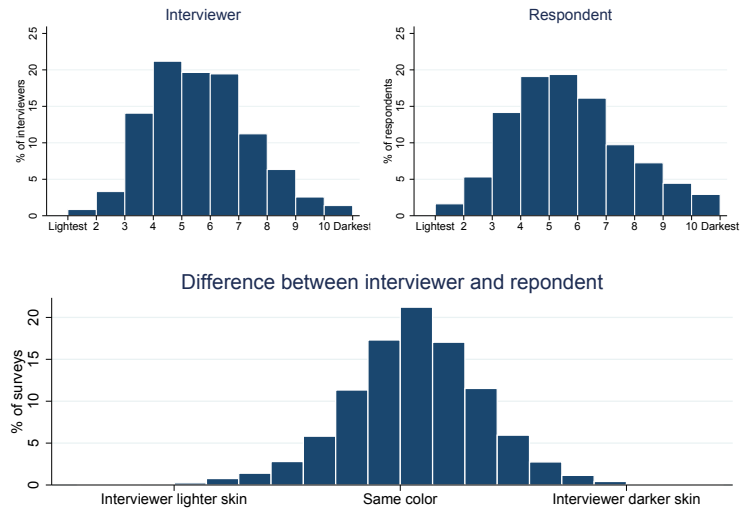 Interviewer
% of interviewers
25
20
15
10
5
0
Lightest 2 3 4 5 6 7 8 9 10 Darkest
Respondent
% of respondents
25
20
15
10
5
0
Lightest 2 3 4 5 6 7 8 9 10 Darkest
Difference between interviewer and repondent
% of surveys
20
15
10
5
0
Interviewer lighter skin Same color Interviewer darker skin